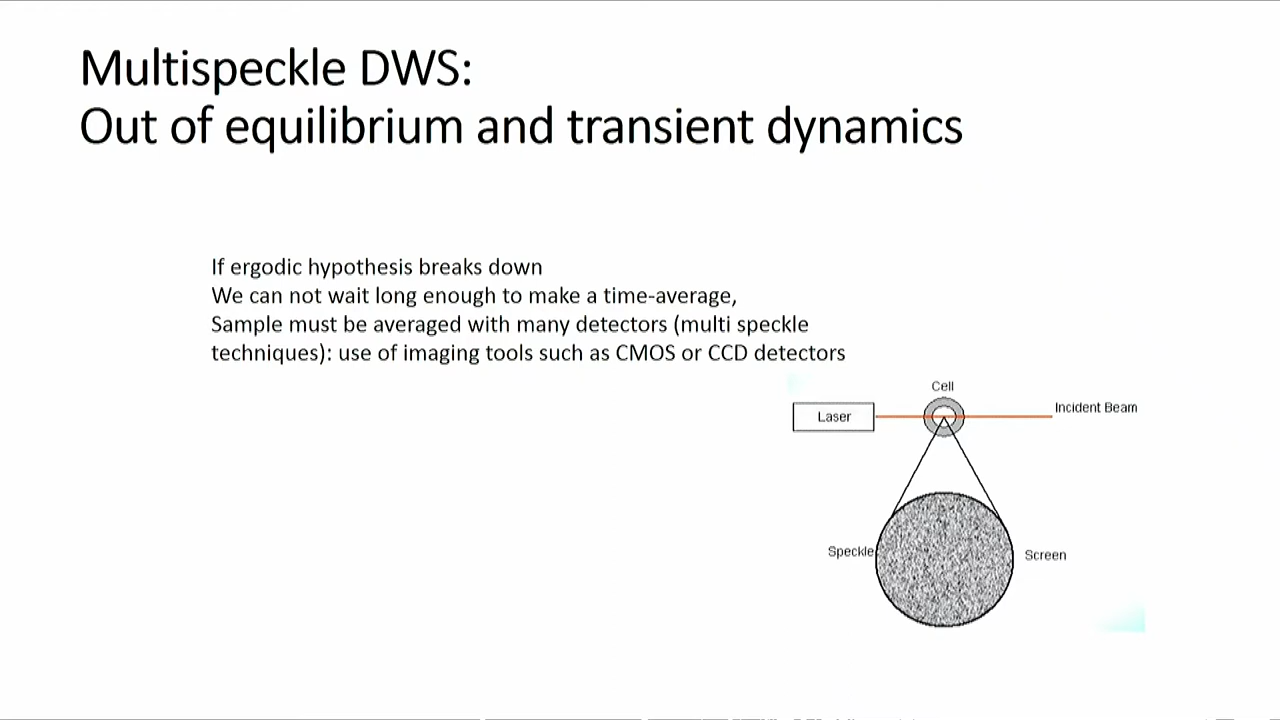 Multispeckle DWS:
Out of equilibrium and transient dynamics
If ergodic hypothesis breaks down
We can not wait long enough to make a time-average,
Sample must be averaged with many detectors (multi speckle
techniques): use of imaging tools such as CMOS or CCD detectors
Cell
Laser
Incident Beam
Speckle
Screen